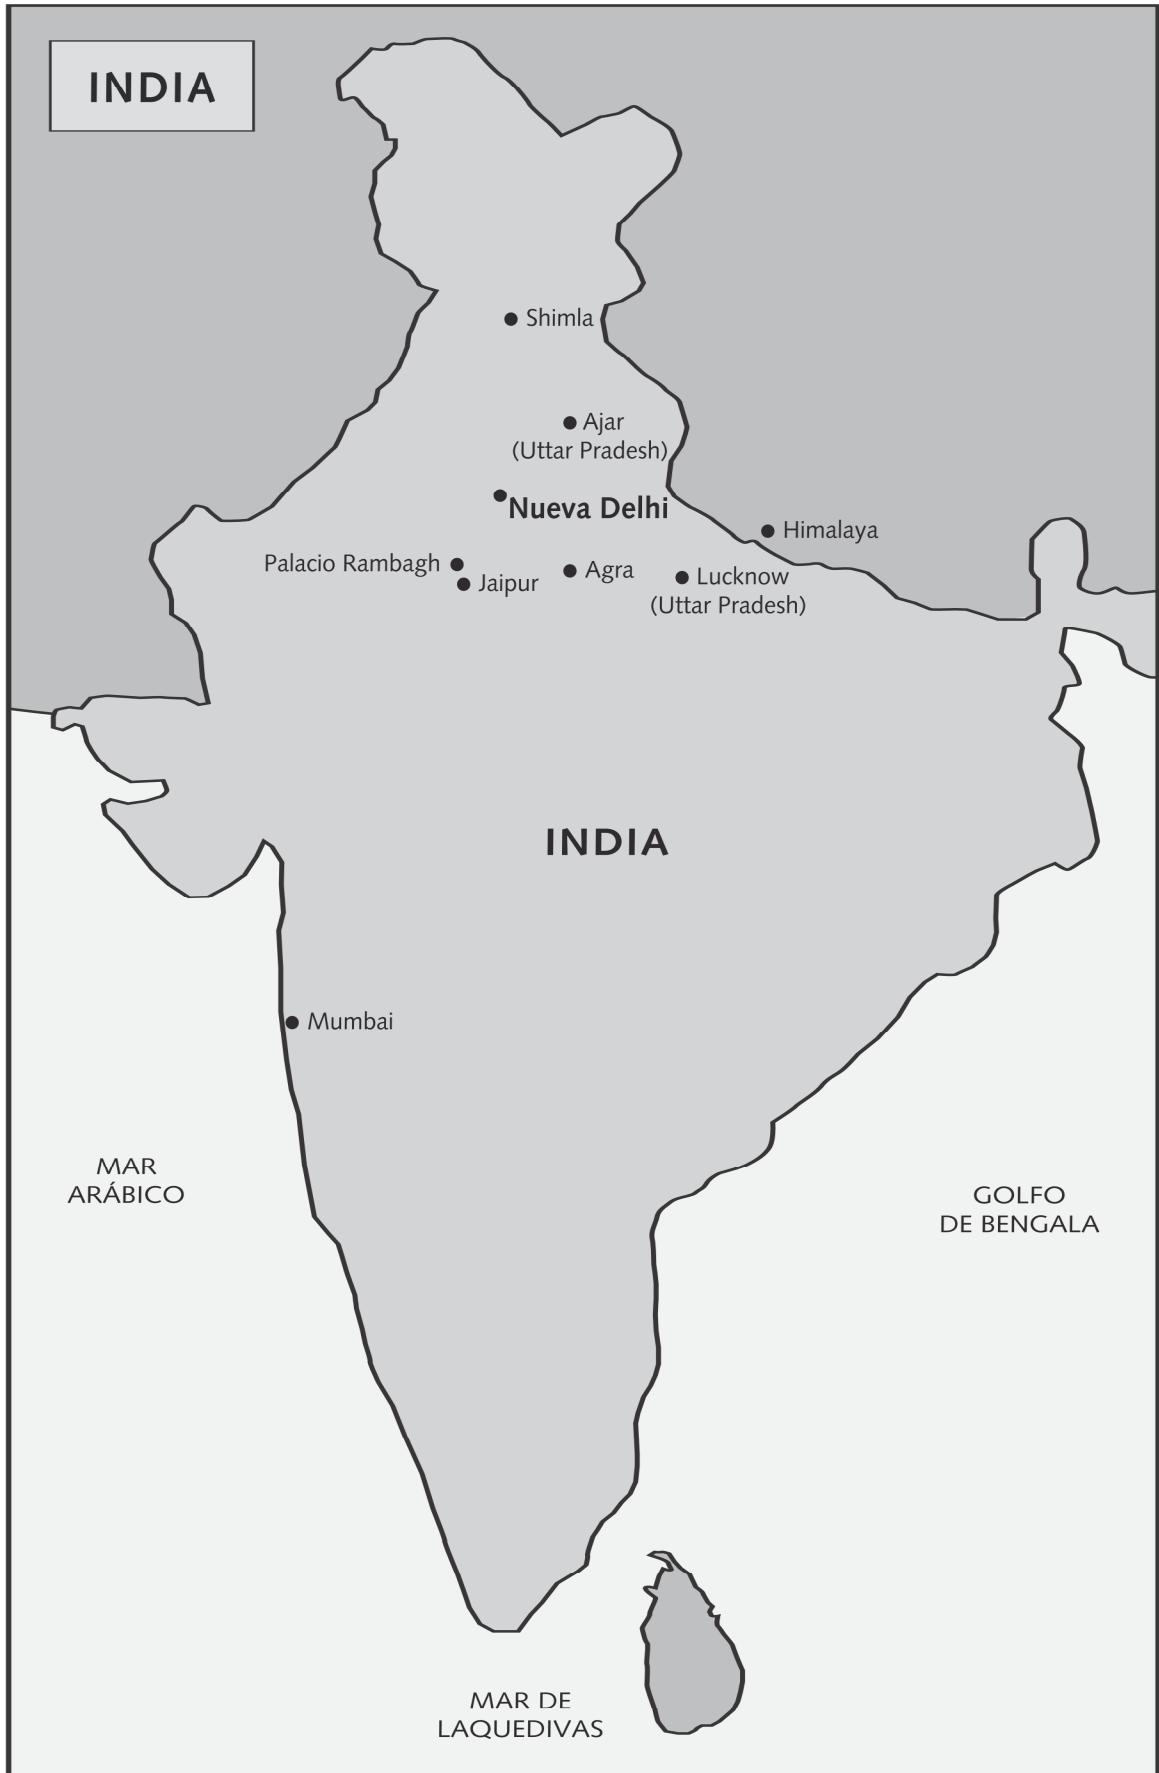 INDIA
Shimla
Ajar
(Uttar Pradesh)
Nueva Delhi
Himalaya
Palacio Rambagh
Jaipur
Agra
Lucknow
(Uttar Pradesh)
INDIA
Mumbai
MAR
ARÁBICO
GOLFO
DE BENGALA
MAR DE
LAQUEDIVAS